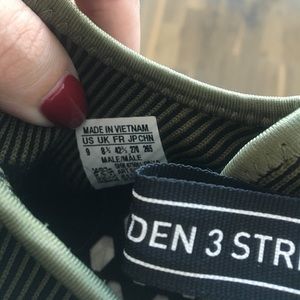 MADE IN VIETNAM
US UK FR JP CHN
9 8½ 42⅔ 270 265
MALE/MALE
DEN 3 STRI